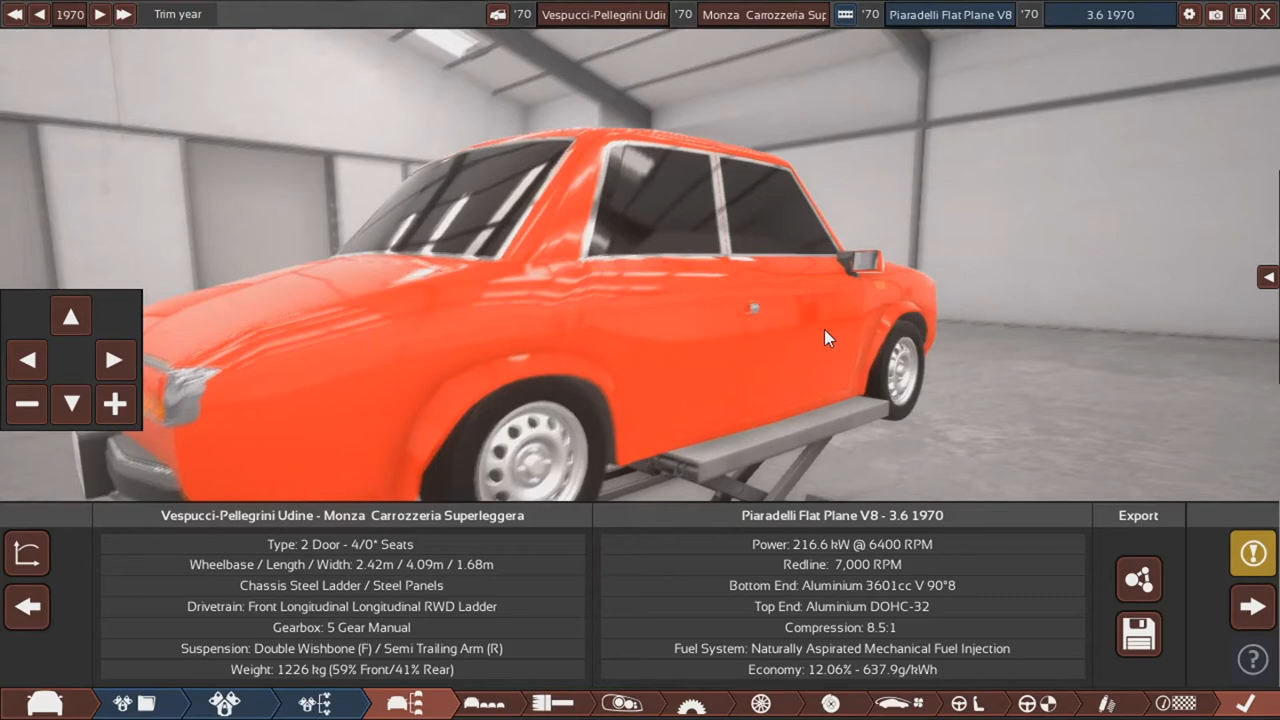 1970 Trim year '70 Vespucci-Pellegrini Udin '70 Monza Carrozzeria Sup '70 Piaradelli Flat Plane V8 '70 3.6 1970
Vespucci-Pellegrini Udine - Monza Carrozzeria Superleggera
Type: 2 Door - 4/0* Seats
Wheelbase / Length / Width: 2.42m / 4.09m / 1.68m
Chassis Steel Ladder / Steel Panels
Drivetrain: Front Longitudinal Longitudinal RWD Ladder
Gearbox: 5 Gear Manual
Suspension: Double Wishbone (F) / Semi Trailing Arm (R)
Weight: 1226 kg (59% Front/41% Rear)
Piaradelli Flat Plane V8 - 3.6 1970
Power: 216.6 kW @ 6400 RPM
Redline: 7,000 RPM
Bottom End: Aluminium 3601cc V 90°8
Top End: Aluminium DOHC-32
Compression: 8.5:1
Fuel System: Naturally Aspirated Mechanical Fuel Injection
Economy: 12.06% - 637.9g/kWh
Export